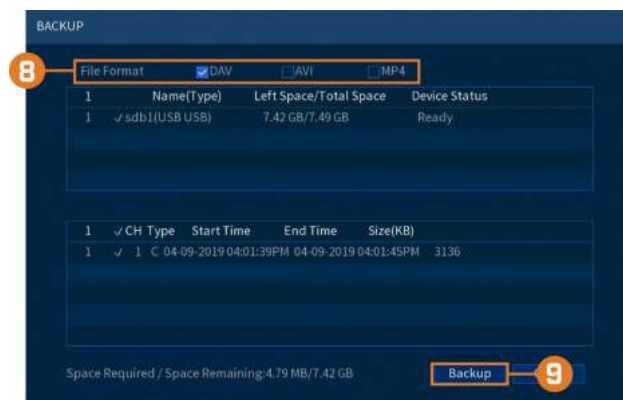 BACKUP
8
File Format DAV AVI MP4
1 Name(Type) Left Space/Total Space Device Status
1 sdb1(USB USB) 7.42 GB/7.49 GB Ready
1 CH Type Start Time End Time Size(KB)
1 1 C 04-09-2019 04:01:39PM 04-09-2019 04:01:45PM 3136
Space Required / Space Remaining:4.79 MB/7.42 GB Backup 9